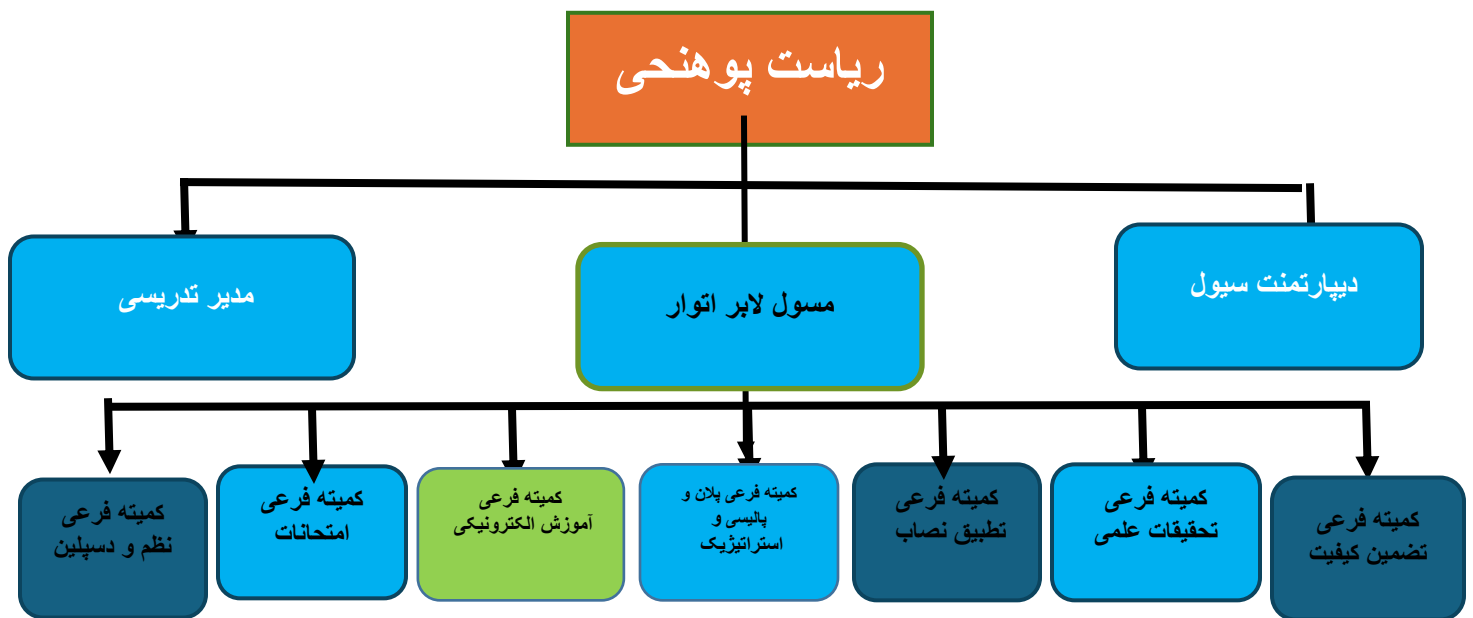 ریاست پوهنحی
دیپارتمنت سیول
مسول لابر اتوار
مدیر تدریسی
کمیته فرعی
تضمین کیفیت
کمیته فرعی
تحقیقات علمی
کمیته فرعی
تطبیق نصاب
کمیته فرعی پلان و
پالیسی و
استراتیژیک
کمیته فرعی
آموزش الکترونیکی
کمیته فرعی
امتحانات
کمیته فرعی
نظم و دسپلین